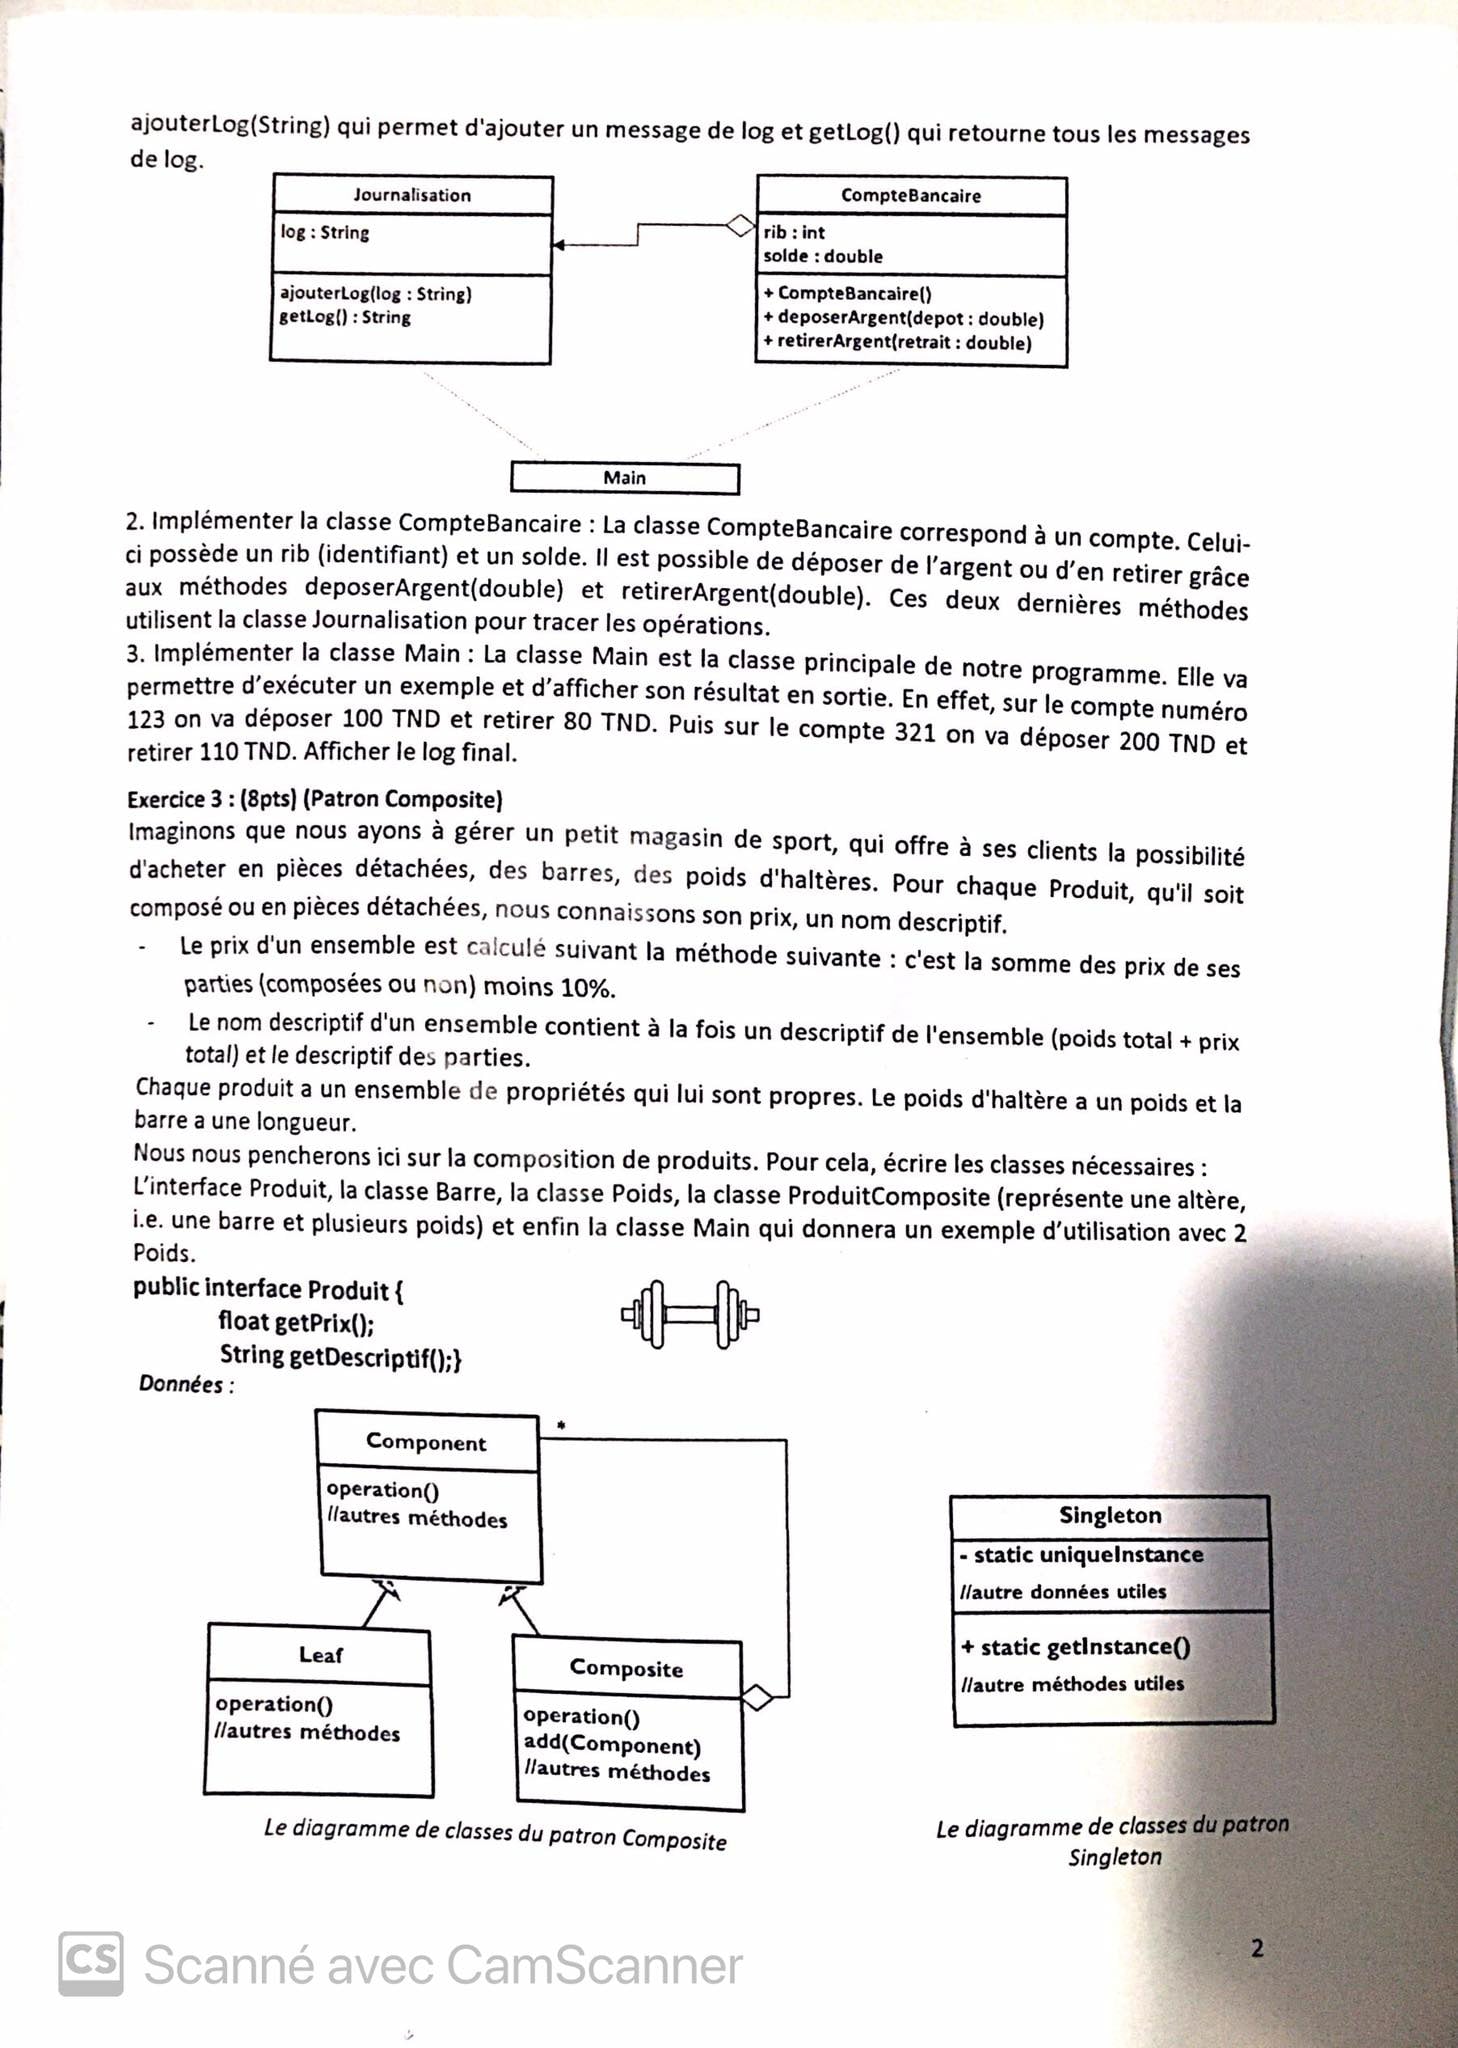 ajouterLog(String) qui permet d'ajouter un message de log et getLog() qui retourne tous les messages
de log.
Journalisation
log : String
ajouterLog(log : String)
getLog() : String
CompteBancaire
rib : int
solde : double
+ CompteBancaire()
+ deposerArgent(depot : double)
+ retirerArgent(retrait : double)
Main
2. Implémenter la classe CompteBancaire : La classe CompteBancaire correspond à un compte. Celui-
ci possède un rib (identifiant) et un solde. Il est possible de déposer de l'argent ou d'en retirer grâce
aux méthodes deposerArgent(double) et retirerArgent(double). Ces deux dernières méthodes
utilisent la classe Journalisation pour tracer les opérations.
3. Implémenter la classe Main : La classe Main est la classe principale de notre programme. Elle va
permettre d'exécuter un exemple et d'afficher son résultat en sortie. En effet, sur le compte numéro
123 on va déposer 100 TND et retirer 80 TND. Puis sur le compte 321 on va déposer 200 TND et
retirer 110 TND. Afficher le log final.
Exercice 3 : (8pts) (Patron Composite)
Imaginons que nous ayons à gérer un petit magasin de sport, qui offre à ses clients la possibilité
d'acheter en pièces détachées, des barres, des poids d'haltères. Pour chaque Produit, qu'il soit
composé ou en pièces détachées, nous connaissons son prix, un nom descriptif.
- Le prix d'un ensemble est calculé suivant la méthode suivante : c'est la somme des prix de ses
parties (composées ou non) moins 10%.
- Le nom descriptif d'un ensemble contient à la fois un descriptif de l'ensemble (poids total + prix
total) et le descriptif des parties.
Chaque produit a un ensemble de propriétés qui lui sont propres. Le poids d'haltère a un poids et la
barre a une longueur.
Nous nous pencherons ici sur la composition de produits. Pour cela, écrire les classes nécessaires :
L'interface Produit, la classe Barre, la classe Poids, la classe ProduitComposite (représente une altère,
i.e. une barre et plusieurs poids) et enfin la classe Main qui donnera un exemple d'utilisation avec 2
Poids.
public interface Produit {
float getPrix();
String getDescriptif();}
Données :
Component
operation()
//autres méthodes
*
Leaf
operation()
//autres méthodes
Composite
operation()
add(Component)
//autres méthodes
Le diagramme de classes du patron Composite
Singleton
- static uniqueInstance
//autre données utiles
+ static getInstance()
//autre méthodes utiles
Le diagramme de classes du patron
Singleton
2
CS Scanné avec CamScanner